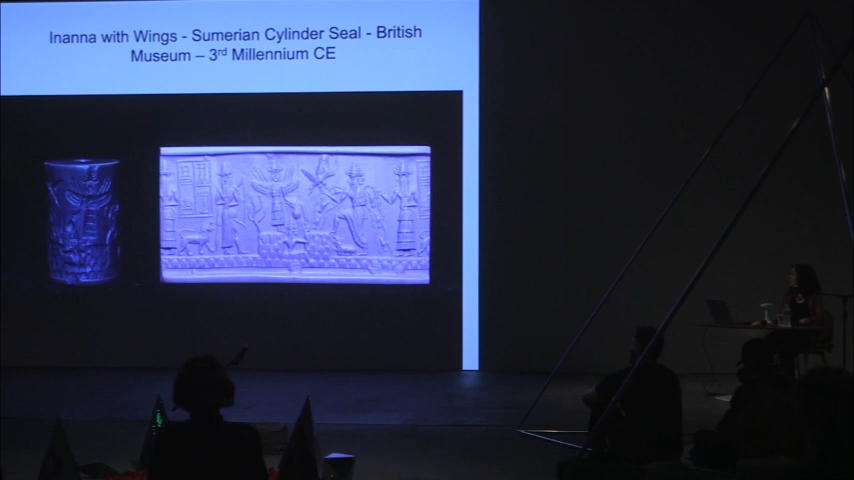 Inanna with Wings - Sumerian Cylinder Seal - British
Museum – 3rd Millennium CE